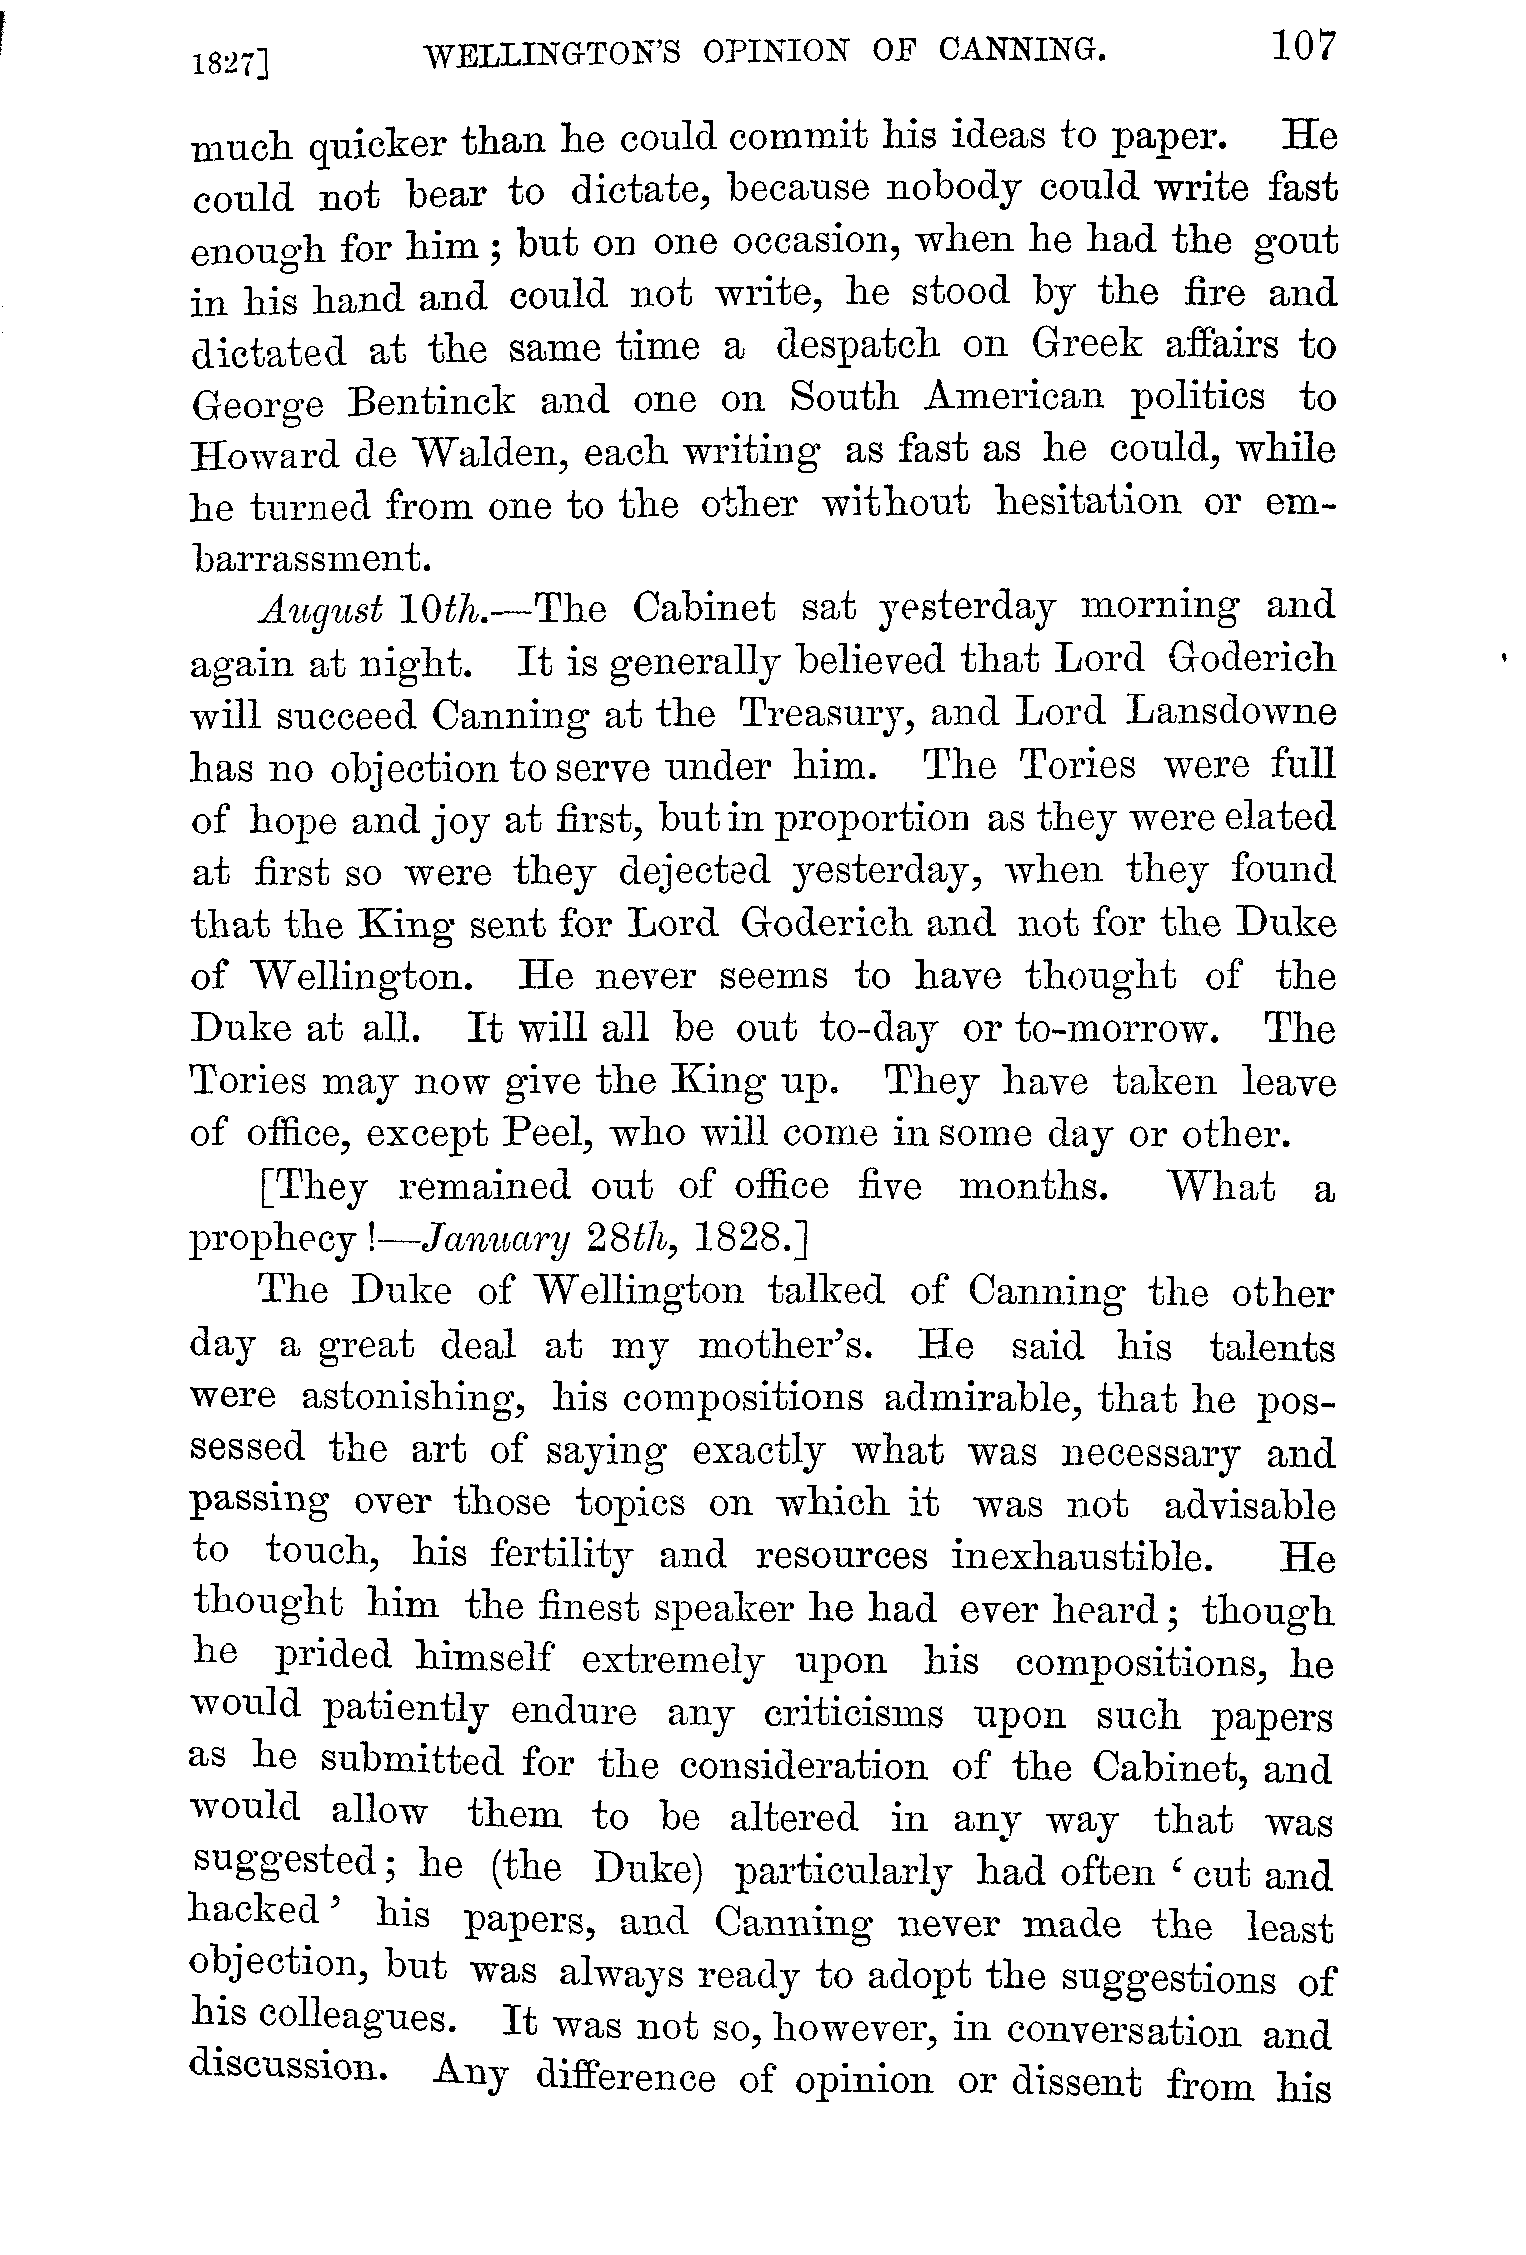 1827] WELLINGTON'S OPINION OF CANNING. 107
much quicker than he could commit his ideas to paper. He
could not bear to dictate, because nobody could write fast
enough for him ; but on one occasion, when he had the gout
in his hand and could not write, he stood by the fire and
dictated at the same time a despatch on Greek affairs to
George Bentinck and one on South American politics to
Howard de Walden, each writing as fast as he could, while
he turned from one to the other without hesitation or em-
barrassment.
August 10th.—The Cabinet sat yesterday morning and
again at night. It is generally believed that Lord Goderich
will succeed Canning at the Treasury, and Lord Lansdowne
has no objection to serve under him. The Tories were full
of hope and joy at first, but in proportion as they were elated
at first so were they dejected yesterday, when they found
that the King sent for Lord Goderich and not for the Duke
of Wellington. He never seems to have thought of the
Duke at all. It will all be out to-day or to-morrow. The
Tories may now give the King up. They have taken leave
of office, except Peel, who will come in some day or other.
[They remained out of office five months. What a
prophecy !—January 28th, 1828.]
The Duke of Wellington talked of Canning the other
day a great deal at my mother's. He said his talents
were astonishing, his compositions admirable, that he pos-
sessed the art of saying exactly what was necessary and
passing over those topics on which it was not advisable
to touch, his fertility and resources inexhaustible. He
thought him the finest speaker he had ever heard ; though
he prided himself extremely upon his compositions, he
would patiently endure any criticisms upon such papers
as he submitted for the consideration of the Cabinet, and
would allow them to be altered in any way that was
suggested ; he (the Duke) particularly had often ‘ cut and
hacked ’ his papers, and Canning never made the least
objection, but was always ready to adopt the suggestions of
his colleagues. It was not so, however, in conversation and
discussion. Any difference of opinion or dissent from his